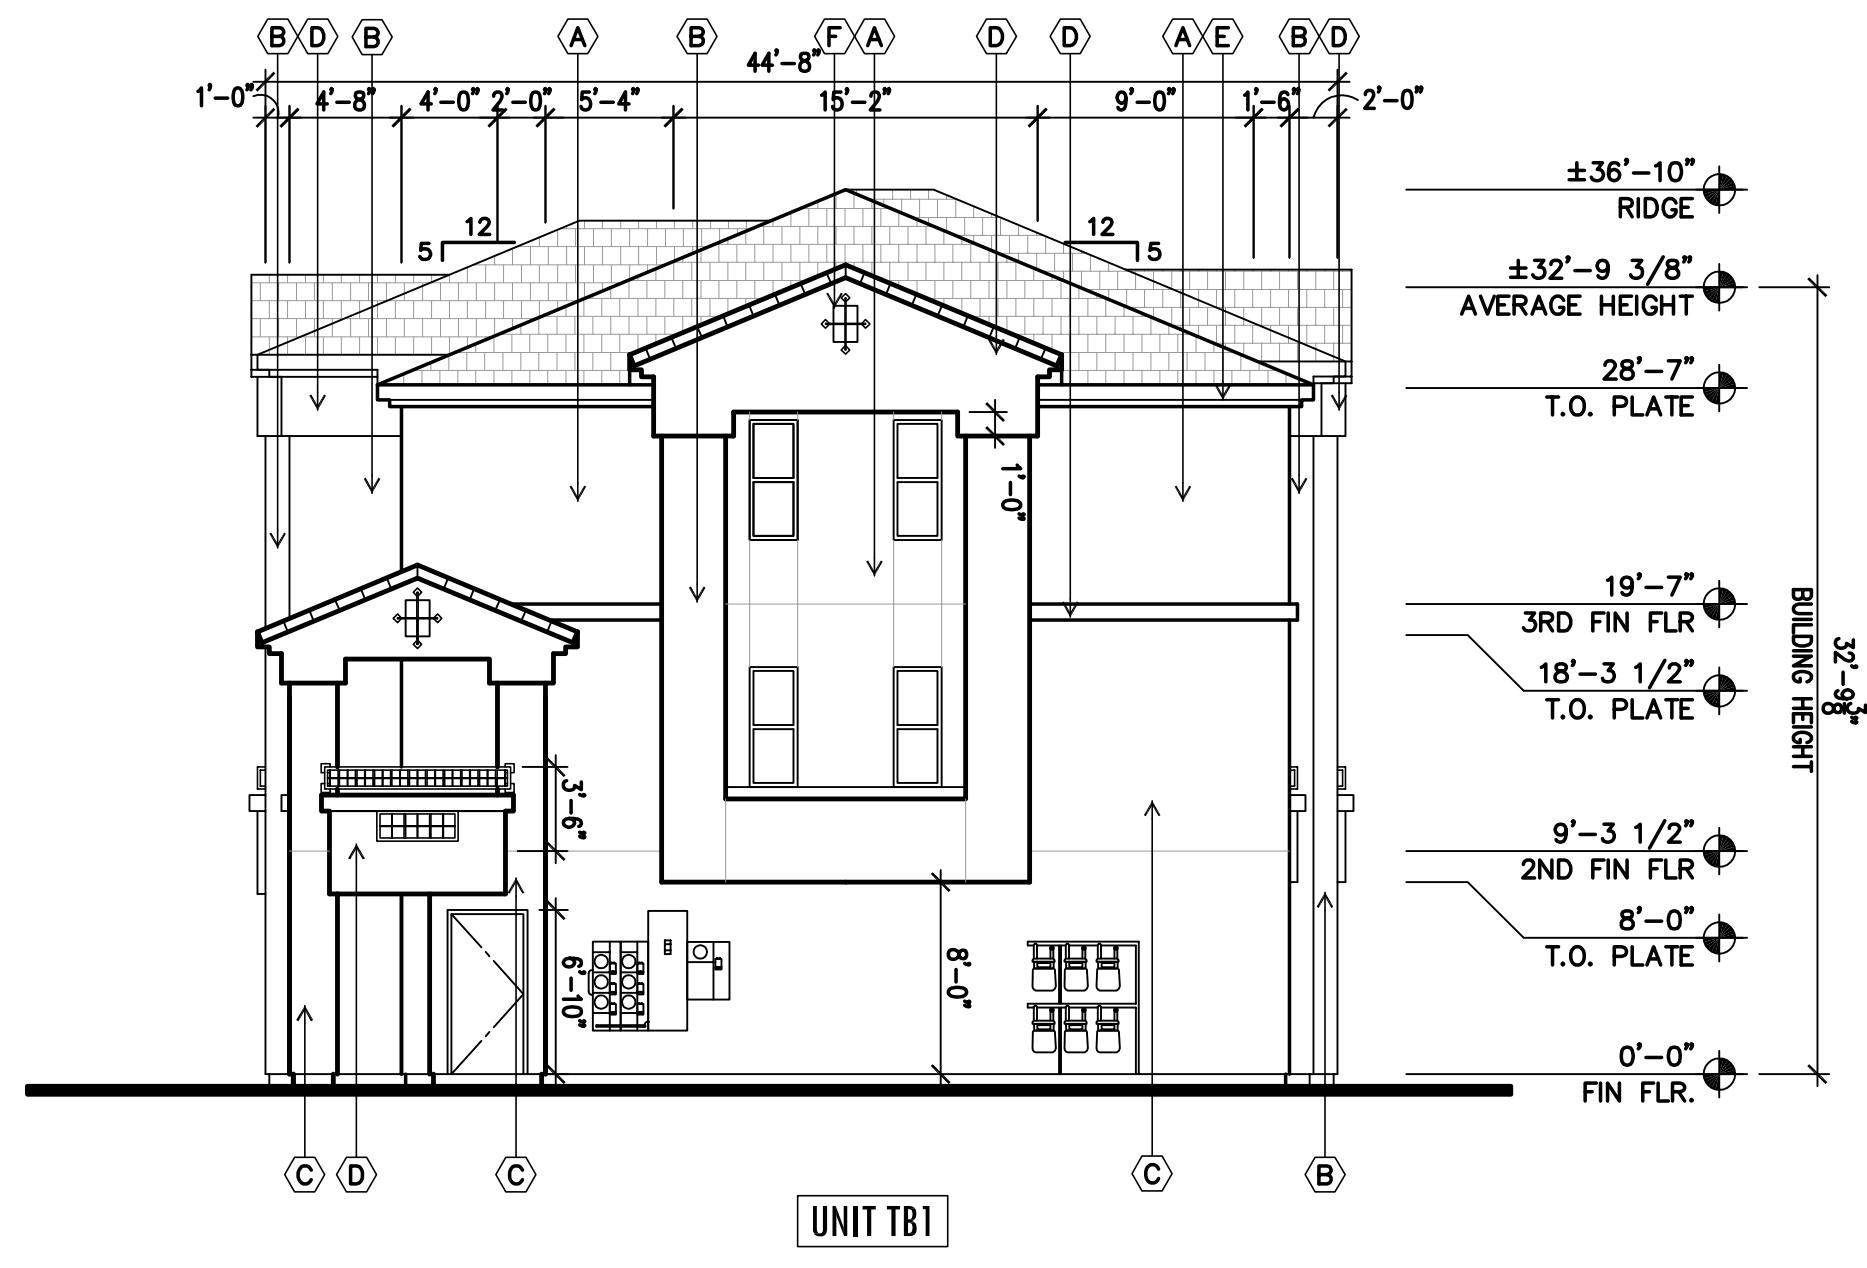 B D B A B F A D D A E B D
44'-8"
1'-0" 4'-8" 4'-0" 2'-0" 5'-4" 15'-2" 9'-0" 1'-6" 2'-0"
±36'-10"
RIDGE
12 12
5 5
±32'-9 3/8"
AVERAGE HEIGHT
28'-7"
T.O. PLATE
1'-0"
19'-7"
3RD FIN FLR
18'-3 1/2"
T.O. PLATE
BUILDING HEIGHT
32'-9 3/8"
3'-6"
9'-3 1/2"
2ND FIN FLR
8'-0"
T.O. PLATE
6'-10"
8'-0"
0'-0"
FIN FLR.
C D C C B
UNIT TB1